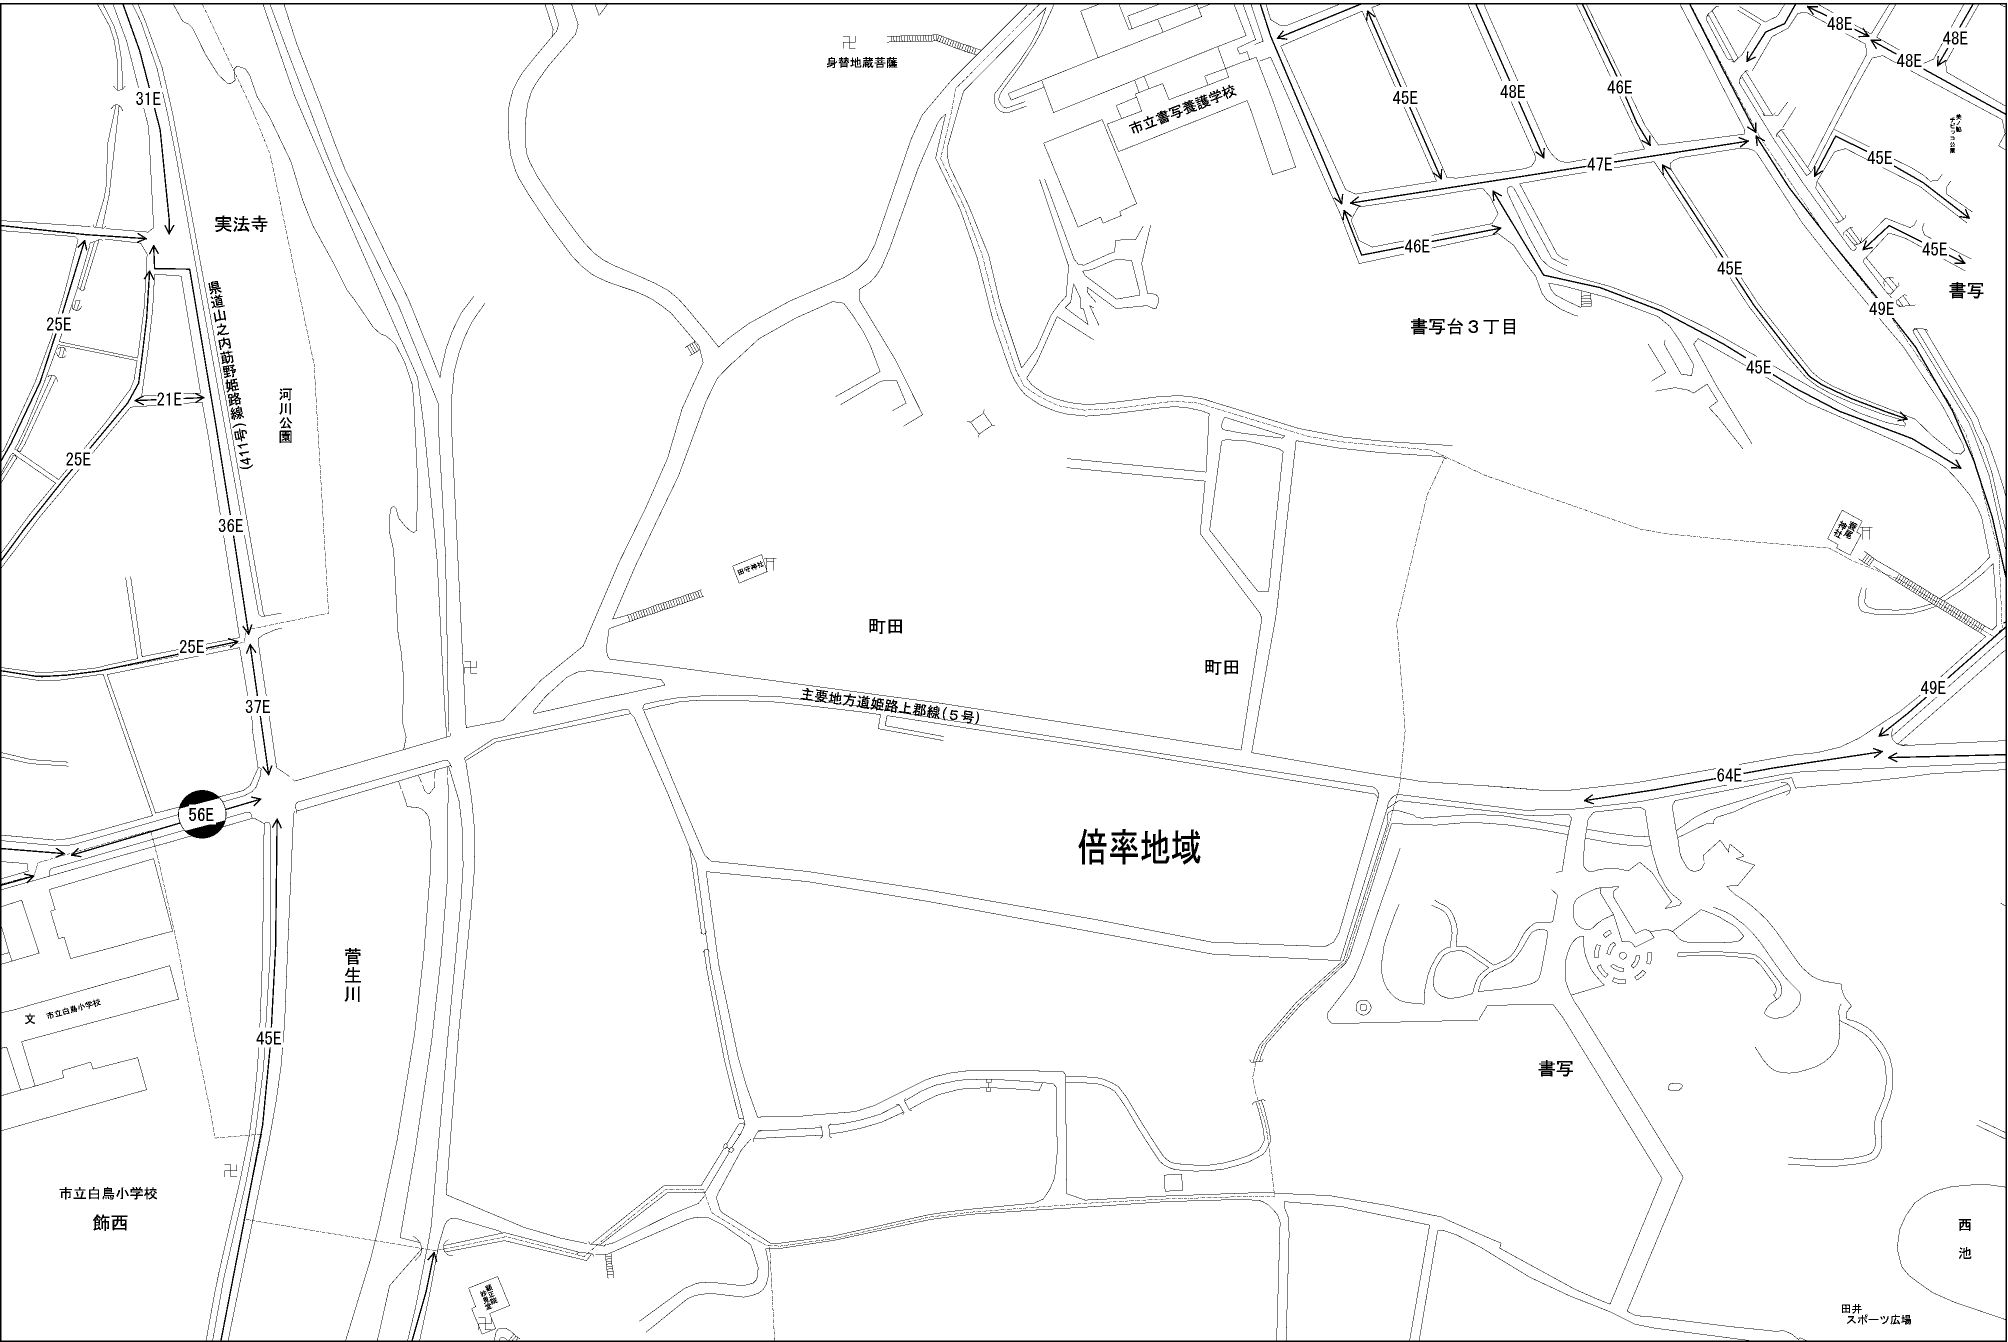 48E
48E
48E
身替地蔵菩薩
31E
45E
48E
46E
市立書写養護学校
47E
45E
実法寺
46E
45E
45E
書写
県道山之内莇野姫路線(411号)
25E
49E
書写台3丁目
45E
21E
河川公園
25E
36E
田守神社
町田
25E
町田
49E
37E
主要地方道姫路上郡線(5号)
64E
56E
倍率地域
菅生川
文 市立白鳥小学校
45E
書写
市立白鳥小学校
飾西
西池
田井
スポーツ広場